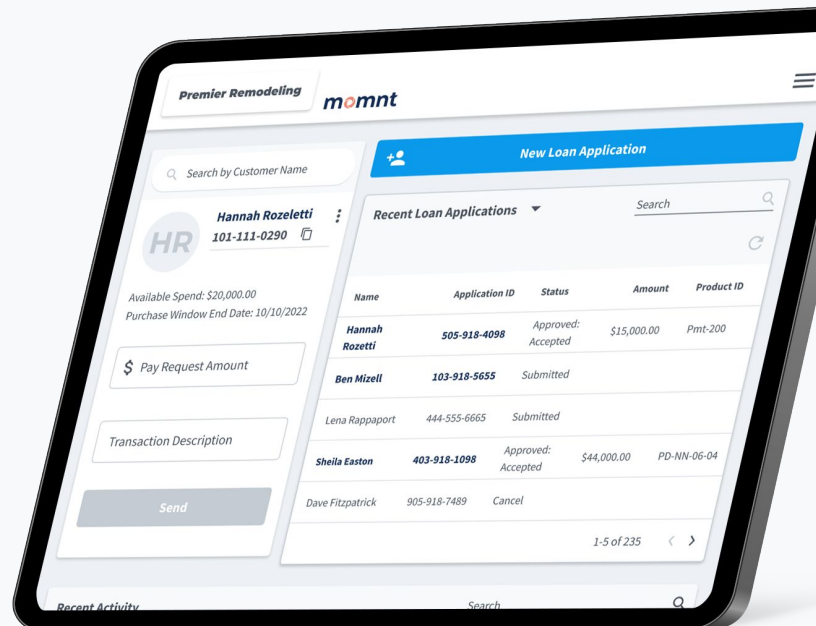 Premier Remodeling
momnt
Search by Customer Name
HR
Hannah Rozeletti
101-111-0290
Available Spend: $20,000.00
Purchase Window End Date: 10/10/2022
$ Pay Request Amount
Transaction Description
Send
New Loan Application
Recent Loan Applications
Search
Name Application ID Status Amount Product ID
Hannah Rozetti 505-918-4098 Approved: Accepted $15,000.00 Pmt-200
Ben Mizell 103-918-5655 Submitted
Lena Rappaport 444-555-6665 Submitted
Sheila Easton 403-918-1098 Approved: Accepted $44,000.00 PD-NN-06-04
Dave Fitzpatrick 905-918-7489 Cancel
1-5 of 235
Recent Activity
Search